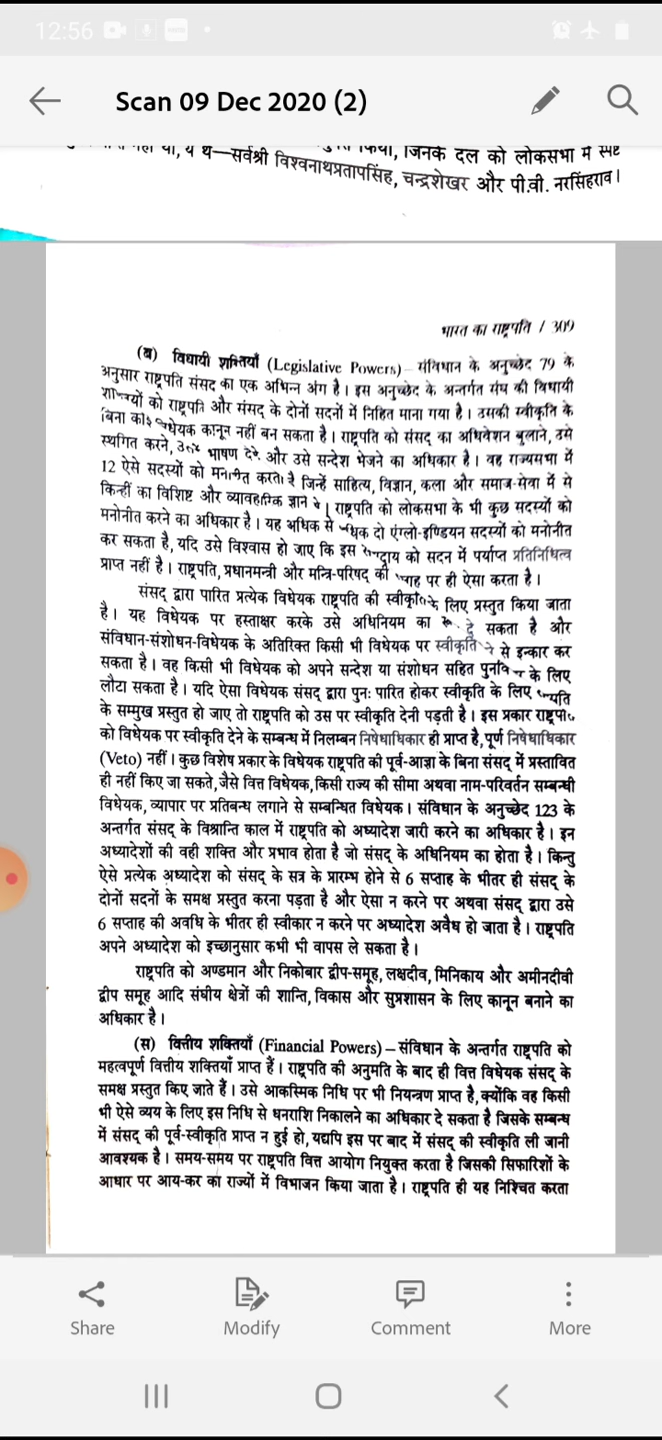 12:56
Scan 09 Dec 2020 (2)
था, ये थे—सर्वश्री विश्वनाथप्रतापसिंह, चन्द्रशेखर और पी.वी. नरसिंहराव।
किया, जिनके दल को लोकसभा में स्पष्ट
भारत का राष्ट्रपति / 309
(ब) विधायी शक्तियाँ (Legislative Powers)– संविधान के अनुच्छेद 79 के
अनुसार राष्ट्रपति संसद का एक अभिन्न अंग है। इस अनुच्छेद के अन्तर्गत संघ की विधायी
को राष्ट्रपति और संसद के दोनों सदनों में निहित माना गया है। उसकी स्वीकृति के
बिना कोई कानून नहीं बन सकता है। राष्ट्रपति को संसद का अधिवेशन बुलाने, उसे
स्थगित करने, भाषण देने और उसे सन्देश भेजने का अधिकार है। वह राज्यसभा में
12 ऐसे सदस्यों को मनोनीत करता है जिन्हें साहित्य, विज्ञान, कला और समाज-सेवा में से
किन्हीं का विशिष्ट और व्यावहारिक ज्ञान राष्ट्रपति को लोकसभा के भी कुछ सदस्यों को
मनोनीत करने का अधिकार है। यह अधिक से दो एंग्लो-इण्डियन सदस्यों को मनोनीत
कर सकता है, यदि उसे विश्वास हो जाए कि इस को सदन में पर्याप्त प्रतिनिधित्व
प्राप्त नहीं है। राष्ट्रपति, प्रधानमन्त्री और मन्त्रि-परिषद की पर ही ऐसा करता है।
संसद द्वारा पारित प्रत्येक विधेयक राष्ट्रपति की स्वीकृति के लिए प्रस्तुत किया जाता
है। यह विधेयक पर हस्ताक्षर करके उसे अधिनियम का दे सकता है और
संविधान-संशोधन-विधेयक के अतिरिक्त किसी भी विधेयक पर स्वीकृति से इन्कार कर
सकता है। वह किसी भी विधेयक को अपने सन्देश या संशोधन सहित के लिए
लौटा सकता है। यदि ऐसा विधेयक संसद द्वारा पुनः पारित होकर स्वीकृति के लिए
के सम्मुख प्रस्तुत हो जाए तो राष्ट्रपति को उस पर स्वीकृति देनी पड़ती है। इस प्रकार
को विधेयक पर स्वीकृति देने के सम्बन्ध में निलम्बन निषेधाधिकार ही प्राप्त है, पूर्ण निषेधाधिकार
(Veto) नहीं। कुछ विशेष प्रकार के विधेयक राष्ट्रपति की पूर्व-आज्ञा के बिना संसद में प्रस्तावित
ही नहीं किए जा सकते, जैसे वित्त विधेयक, किसी राज्य की सीमा अथवा नाम-परिवर्तन सम्बन्धी
विधेयक, व्यापार पर प्रतिबन्ध लगाने से सम्बन्धित विधेयक। संविधान के अनुच्छेद 123 के
अन्तर्गत संसद के विश्रान्ति काल में राष्ट्रपति को अध्यादेश जारी करने का अधिकार है। इन
अध्यादेशों की वही शक्ति और प्रभाव होता है जो संसद के अधिनियम का होता है। किन्तु
ऐसे प्रत्येक अध्यादेश को संसद के सत्र के प्रारम्भ होने से 6 सप्ताह के भीतर ही संसद के
दोनों सदनों के समक्ष प्रस्तुत करना पड़ता है और ऐसा न करने पर अथवा संसद द्वारा उसे
6 सप्ताह की अवधि के भीतर ही स्वीकार न करने पर अध्यादेश अवैध हो जाता है। राष्ट्रपति
अपने अध्यादेश को इच्छानुसार कभी भी वापस ले सकता है।
राष्ट्रपति को अण्डमान और निकोबार द्वीप-समूह, लक्षदीव, मिनिकाय और अमीनदीवी
द्वीप समूह आदि संघीय क्षेत्रों की शान्ति, विकास और सुप्रशासन के लिए कानून बनाने का
अधिकार है।
(स) वित्तीय शक्तियाँ (Financial Powers) – संविधान के अन्तर्गत राष्ट्रपति को
महत्वपूर्ण वित्तीय शक्तियाँ प्राप्त हैं। राष्ट्रपति की अनुमति के बाद ही वित्त विधेयक संसद के
समक्ष प्रस्तुत किए जाते हैं। उसे आकस्मिक निधि पर भी नियन्त्रण प्राप्त है, क्योंकि वह किसी
भी ऐसे व्यय के लिए इस निधि से धनराशि निकालने का अधिकार दे सकता है जिसके सम्बन्ध
में संसद की पूर्व-स्वीकृति प्राप्त न हुई हो, यद्यपि इस पर बाद में संसद की स्वीकृति ली जानी
आवश्यक है। समय-समय पर राष्ट्रपति वित्त आयोग नियुक्त करता है जिसकी सिफारिशों के
आधार पर आय-कर का राज्यों में विभाजन किया जाता है। राष्ट्रपति ही यह निश्चित करता
Share
Modify
Comment
More